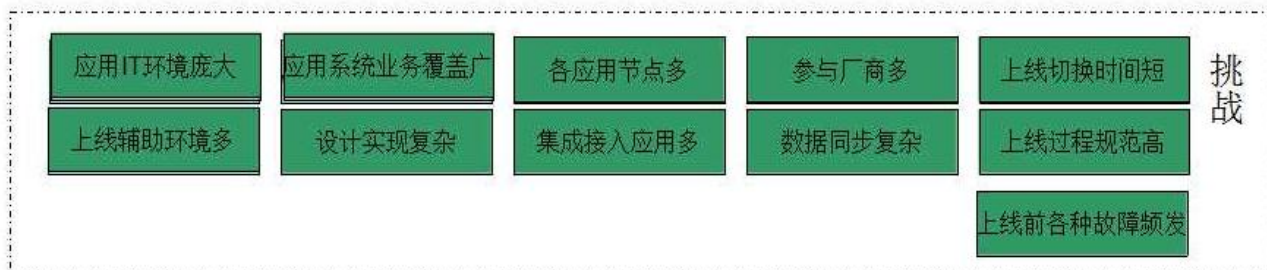 应用IT环境庞大
应用系统业务覆盖广
各应用节点多
参与厂商多
上线切换时间短
上线辅助环境多
设计实现复杂
集成接入应用多
数据同步复杂
上线过程规范高
上线前各种故障频发
挑战